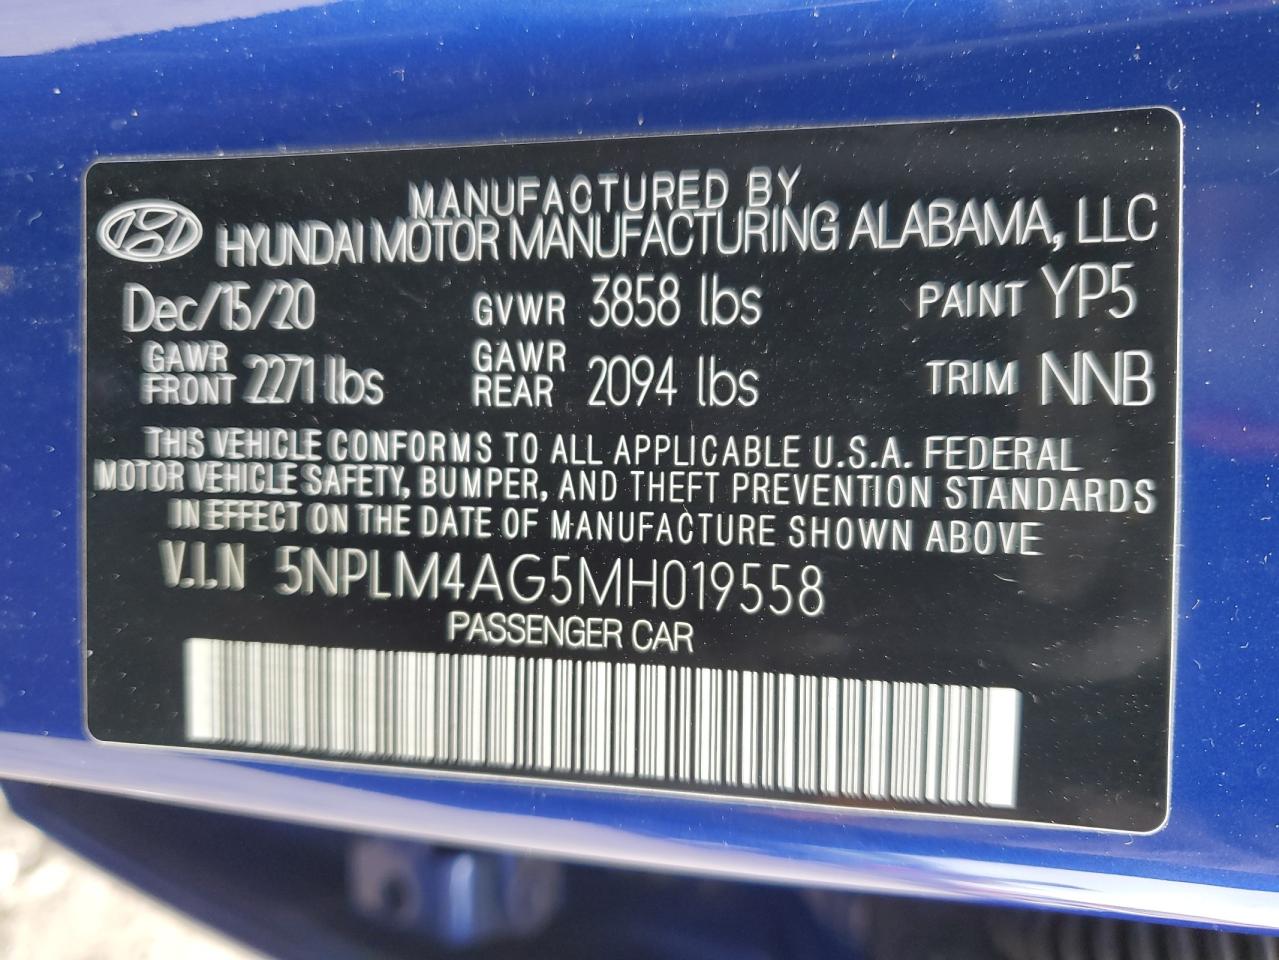 MANUFACTURED BY
HYUNDAI MOTOR MANUFACTURING ALABAMA, LLC
Dec/15/20 GVWR 3858 lbs PAINT YP5
GAWR FRONT 2271 lbs GAWR REAR 2094 lbs TRIM NNB
THIS VEHICLE CONFORMS TO ALL APPLICABLE U.S.A. FEDERAL
MOTOR VEHICLE SAFETY, BUMPER, AND THEFT PREVENTION STANDARDS
IN EFFECT ON THE DATE OF MANUFACTURE SHOWN ABOVE
V.I.N 5NPLM4AG5MH019558
PASSENGER CAR